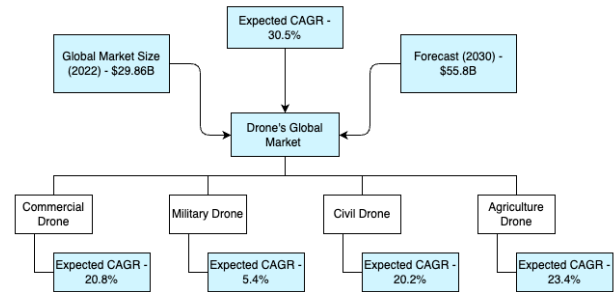 Expected CAGR -
30.5%
Global Market Size
(2022) - $29.86B
Forecast (2030) -
$55.8B
Drone's Global
Market
Commercial
Drone
Military Drone
Civil Drone
Agriculture
Drone
Expected CAGR -
20.8%
Expected CAGR -
5.4%
Expected CAGR -
20.2%
Expected CAGR -
23.4%